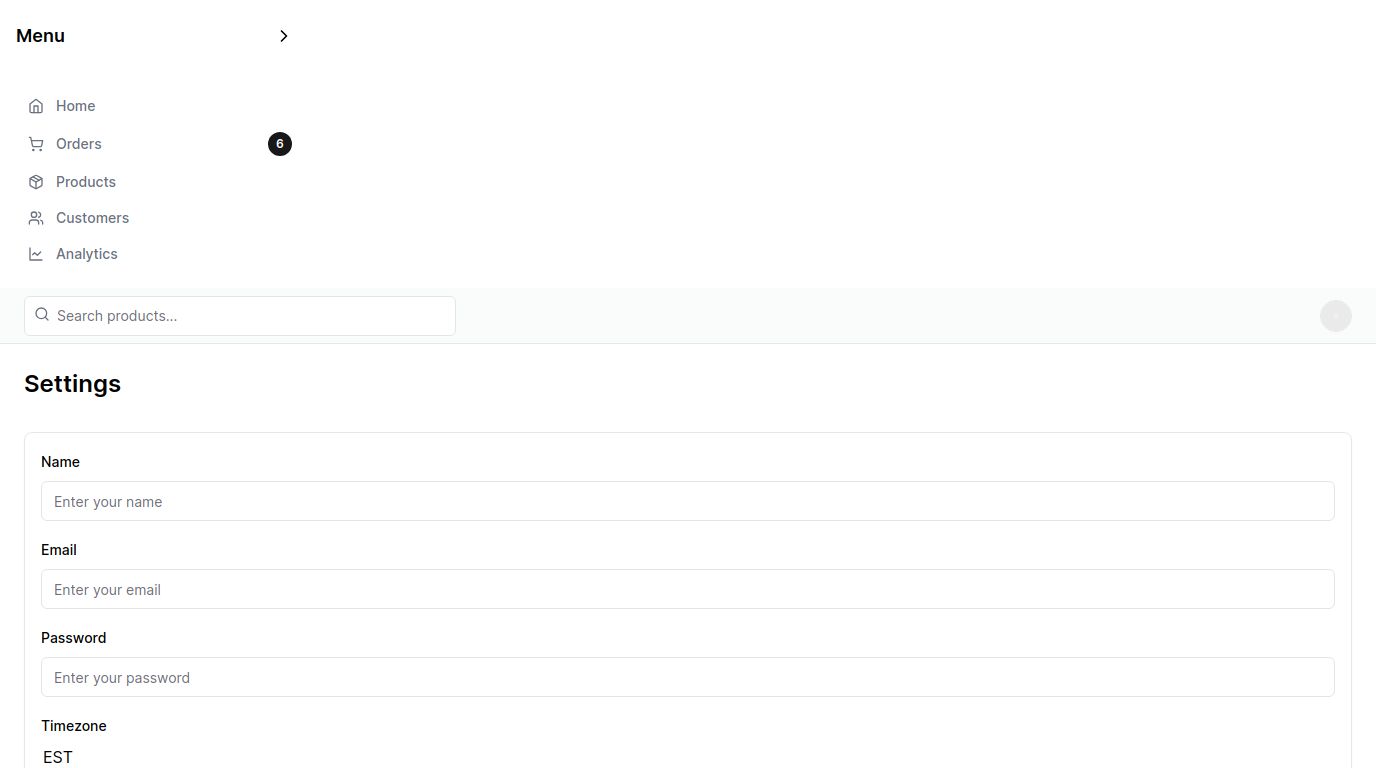 Menu
Home
Orders 6
Products
Customers
Analytics
Search products...
Settings
Name
Enter your name
Email
Enter your email
Password
Enter your password
Timezone
EST